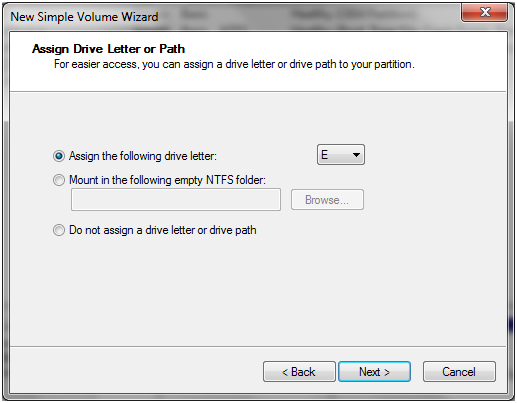 New Simple Volume Wizard
Assign Drive Letter or Path
For easier access, you can assign a drive letter or drive path to your partition.
Assign the following drive letter: E
Mount in the following empty NTFS folder:
Browse...
Do not assign a drive letter or drive path
< Back Next > Cancel